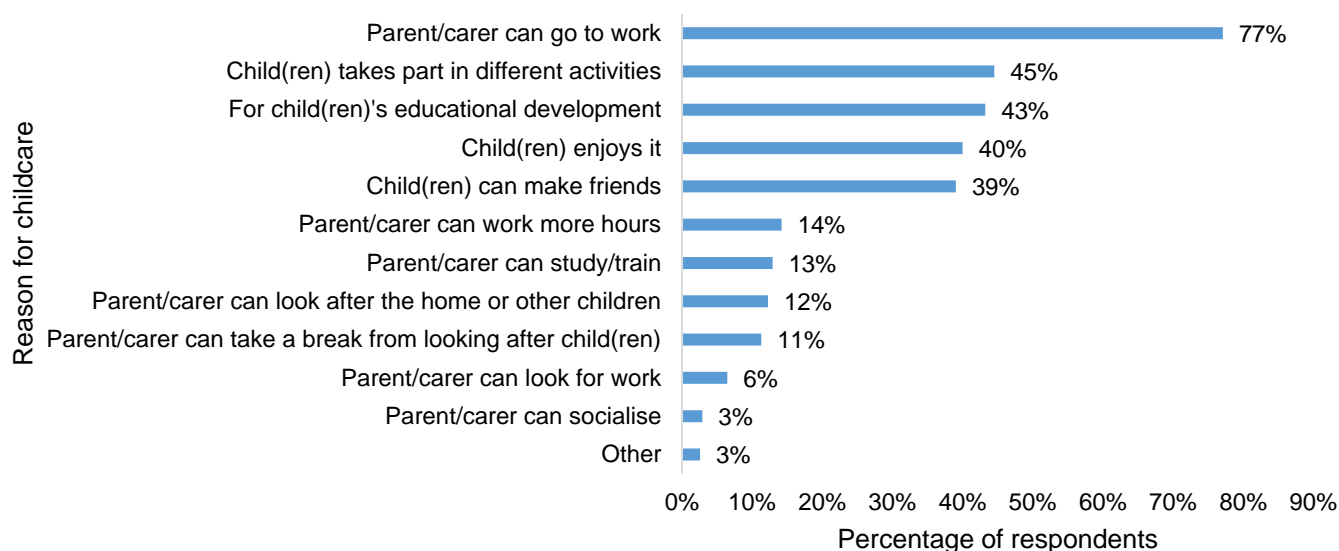 Reason for childcare
Parent/carer can go to work 77%
Child(ren) takes part in different activities 45%
For child(ren)'s educational development 43%
Child(ren) enjoys it 40%
Child(ren) can make friends 39%
Parent/carer can work more hours 14%
Parent/carer can study/train 13%
Parent/carer can look after the home or other children 12%
Parent/carer can take a break from looking after child(ren) 11%
Parent/carer can look for work 6%
Parent/carer can socialise 3%
Other 3%
0% 10% 20% 30% 40% 50% 60% 70% 80% 90%
Percentage of respondents